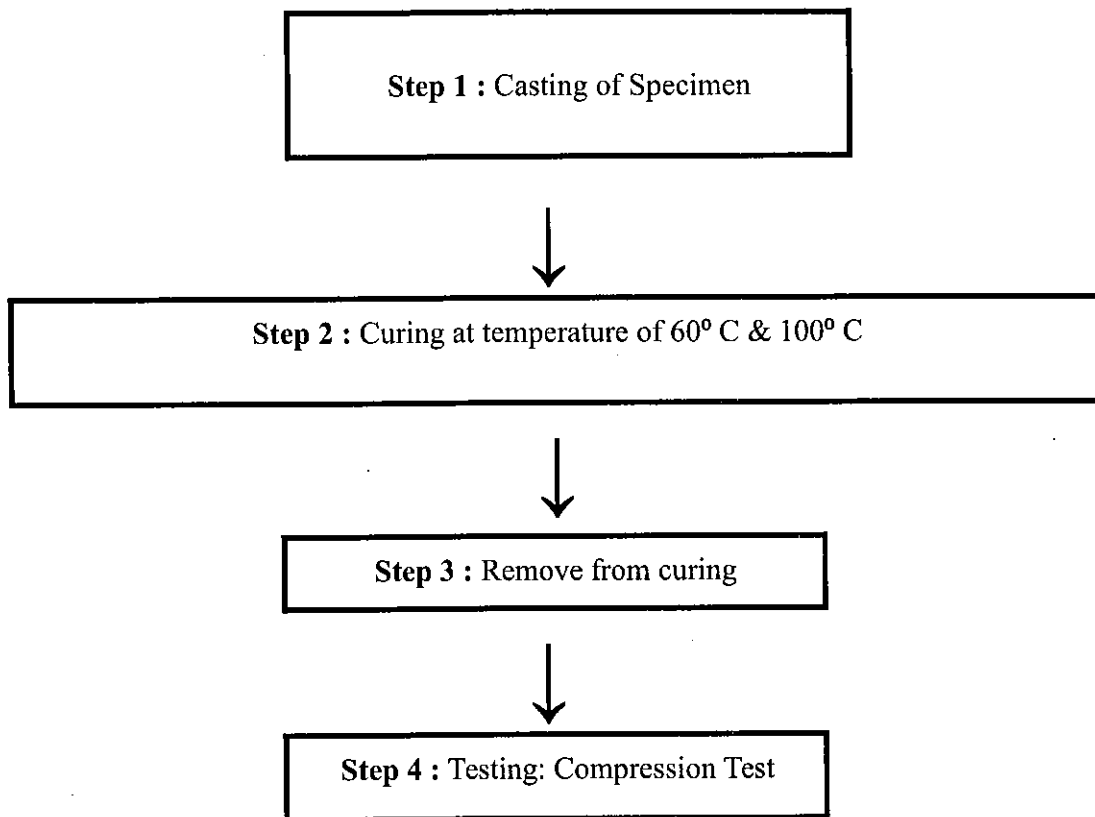 Step 1 : Casting of Specimen
Step 2 : Curing at temperature of 60⁰ C & 100⁰ C
Step 3 : Remove from curing
Step 4 : Testing: Compression Test